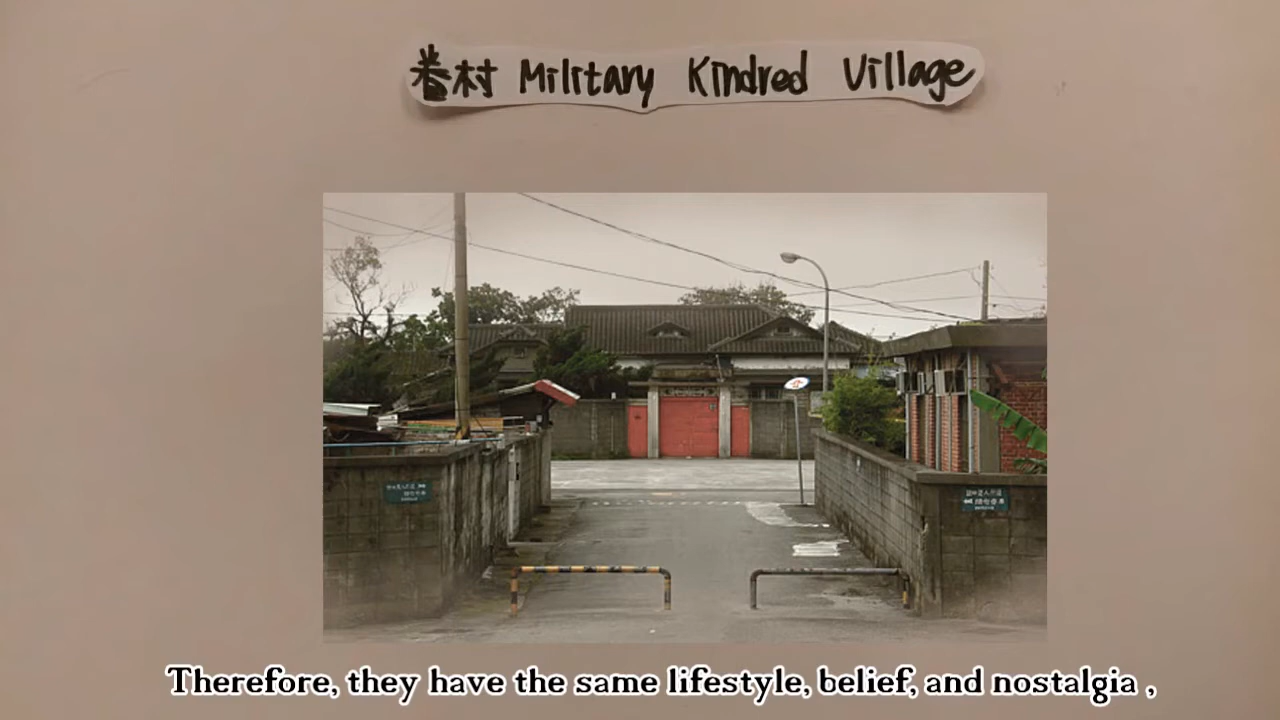 眷村 Military Kindred Village
Therefore, they have the same lifestyle, belief, and nostalgia ,